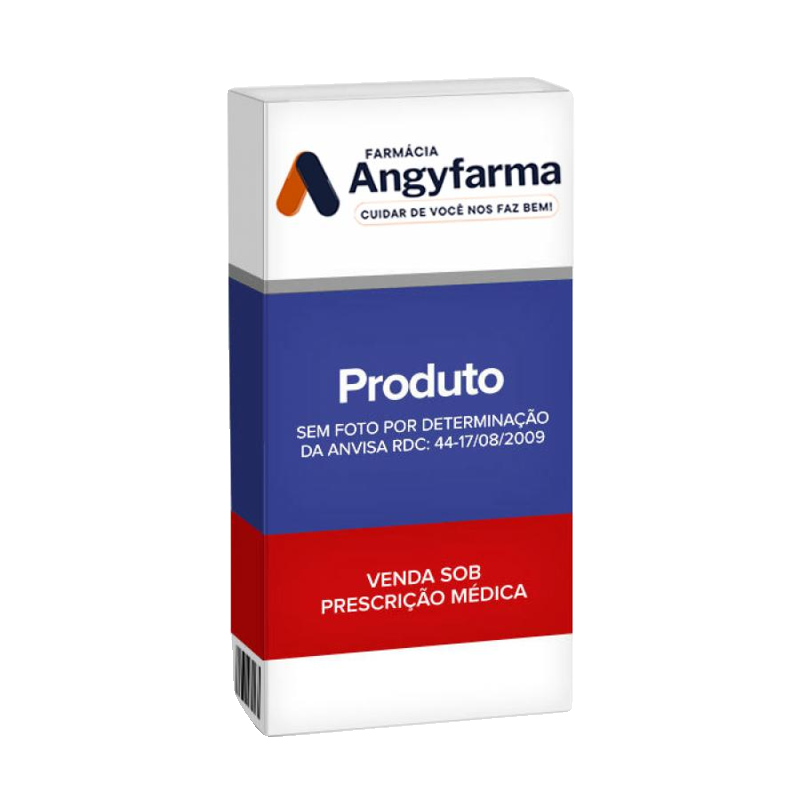 FARMÁCIA
Angyfarma
CUIDAR DE VOCÊ NOS FAZ BEM!
Produto
SEM FOTO POR DETERMINAÇÃO
DA ANVISA RDC: 44-17/08/2009
VENDA SOB
PRESCRIÇÃO MÉDICA